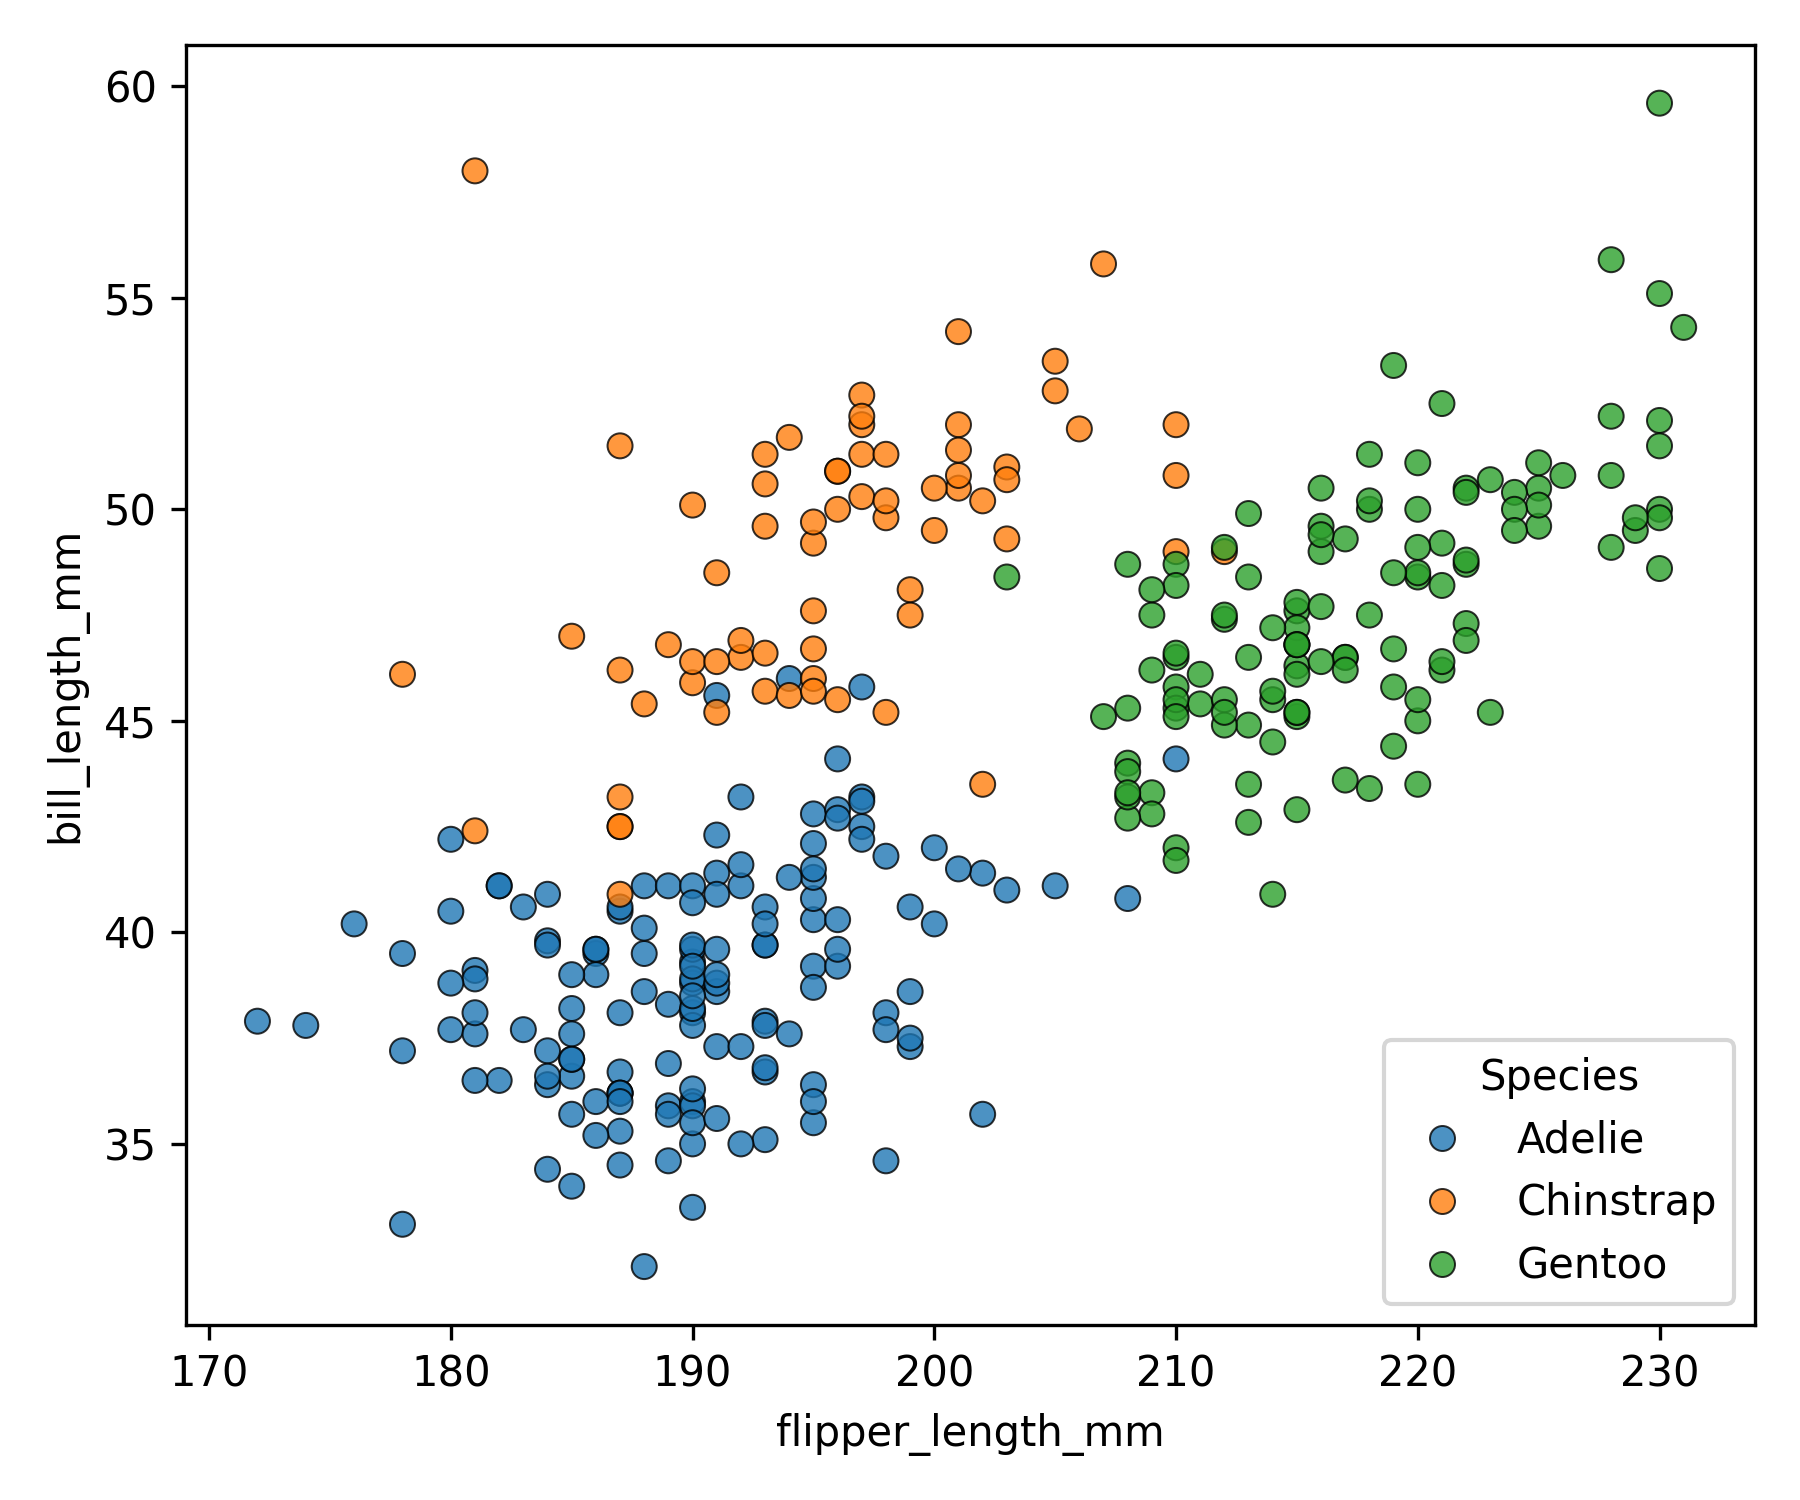 60
55
50
45
40
35
bill_length_mm
170 180 190 200 210 220 230
flipper_length_mm
Species
Adelie
Chinstrap
Gentoo